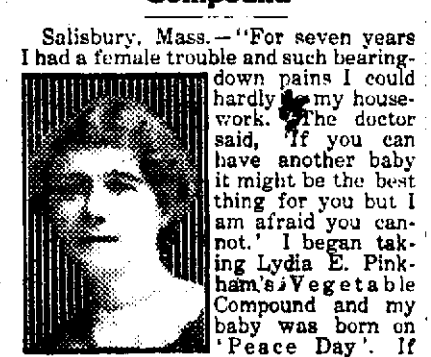 Compound
Salisbury, Mass.—"For seven years
I had a female trouble and such bearing-
down pains I could
hardly my house-
work. The doctor
said, 'If you can
have another baby
it might be the best
thing for you but I
am afraid you can-
not.' I began tak-
ing Lydia E. Pink-
ham's Vegetable
Compound and my
baby was born on
'Peace Day'. If